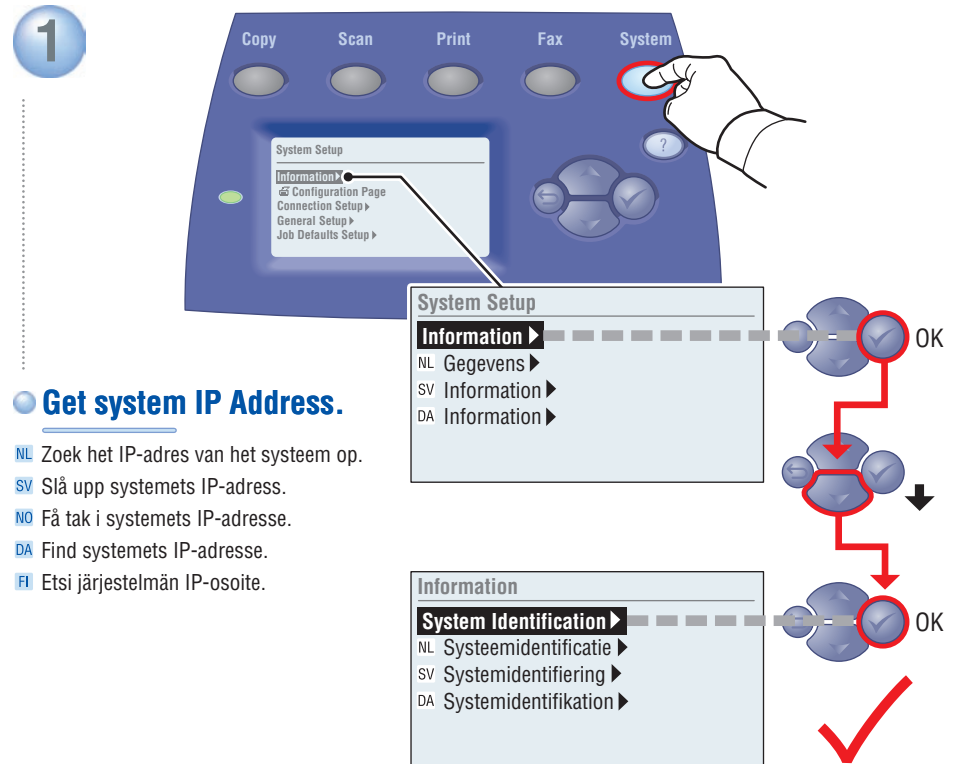 1
Copy Scan Print Fax System
?
System Setup
Information
Configuration Page
Connection Setup
General Setup
Job Defaults Setup
System Setup
Information
NL Gegevens
SV Information
DA Information
OK
Get system IP Address.
NL Zoek het IP-adres van het systeem op.
SV Slå upp systemets IP-adress.
NO Få tak i systemets IP-adresse.
DA Find systemets IP-adresse.
FI Etsi järjestelmän IP-osoite.
Information
System Identification
NL Systeemidentificatie
SV Systemidentifiering
DA Systemidentifikation
OK